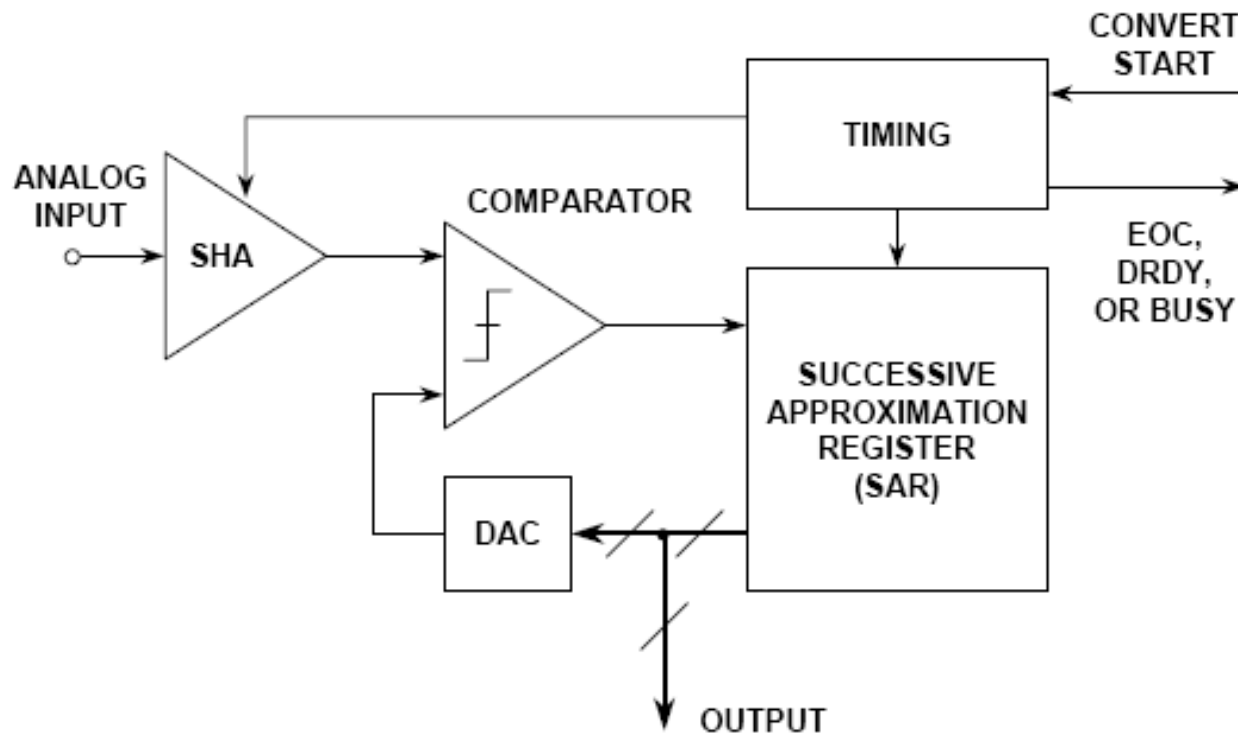 CONVERT
START
TIMING
ANALOG
INPUT
COMPARATOR
SHA
EOC,
DRDY,
OR BUSY
SUCCESSIVE
APPROXIMATION
REGISTER
(SAR)
DAC
OUTPUT